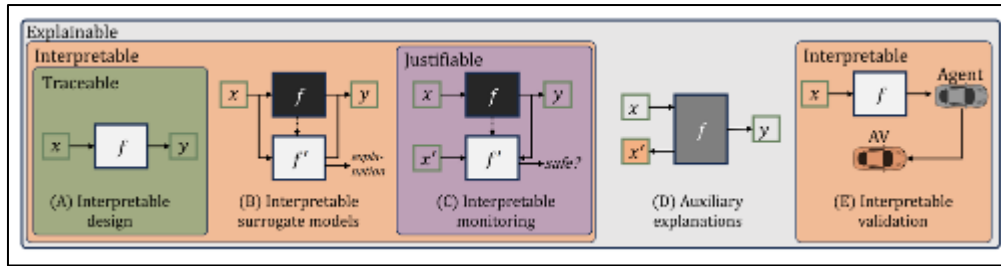 Explainable
Interpretable
Traceable
x
f
y
(A) Interpretable
design
x
f
y
f'
expla-
nation
(B) Interpretable
surrogate models
Justifiable
x
f
y
x'
f'
safe?
(C) Interpretable
monitoring
x
x'
f
y
(D) Auxiliary
explanations
Interpretable
x
f
Agent
AV
(E) Interpretable
validation